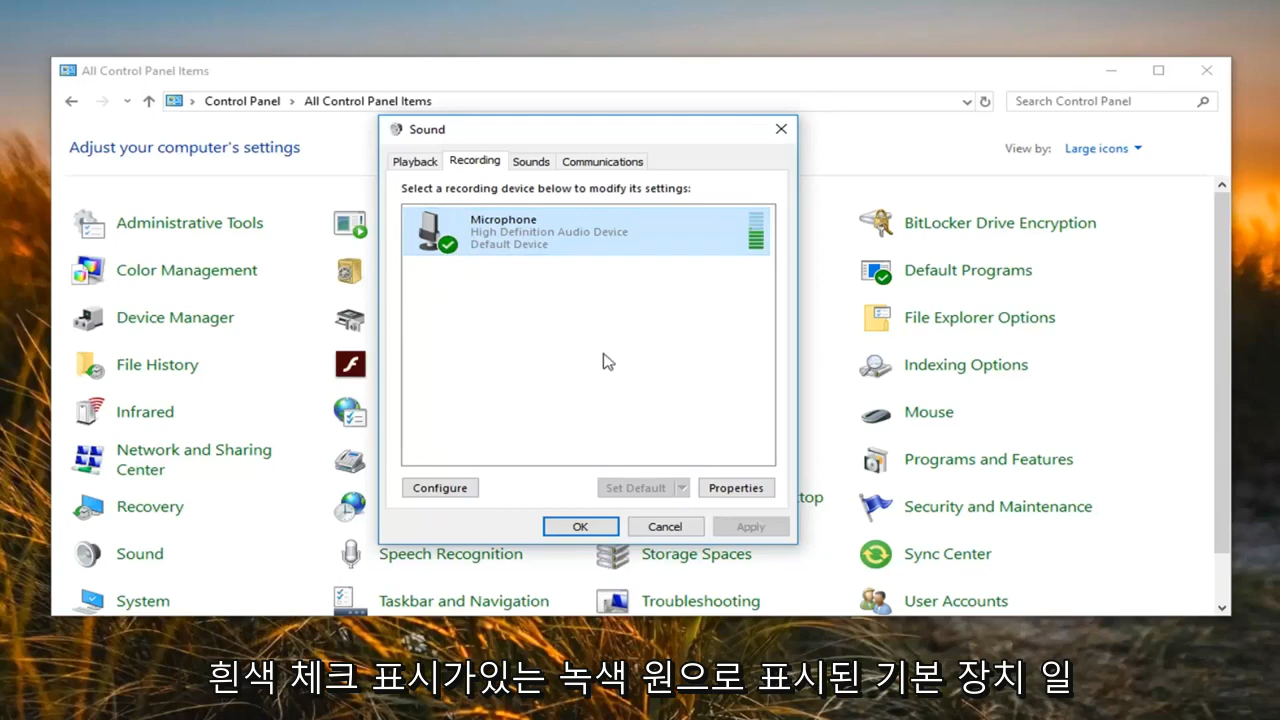 All Control Panel Items
Control Panel > All Control Panel Items
Search Control Panel
Adjust your computer's settings
View by: Large icons
Sound
Playback Recording Sounds Communications
Select a recording device below to modify its settings:
Microphone
High Definition Audio Device
Default Device
Configure Set Default Properties
OK Cancel Apply
Administrative Tools
BitLocker Drive Encryption
Color Management
Default Programs
Device Manager
File Explorer Options
File History
Indexing Options
Infrared
Mouse
Network and Sharing
Center
Programs and Features
Recovery
top
Security and Maintenance
Sound
Speech Recognition
Storage Spaces
Sync Center
System
Taskbar and Navigation
Troubleshooting
User Accounts
흰색 체크 표시가있는 녹색 원으로 표시된 기본 장치 일